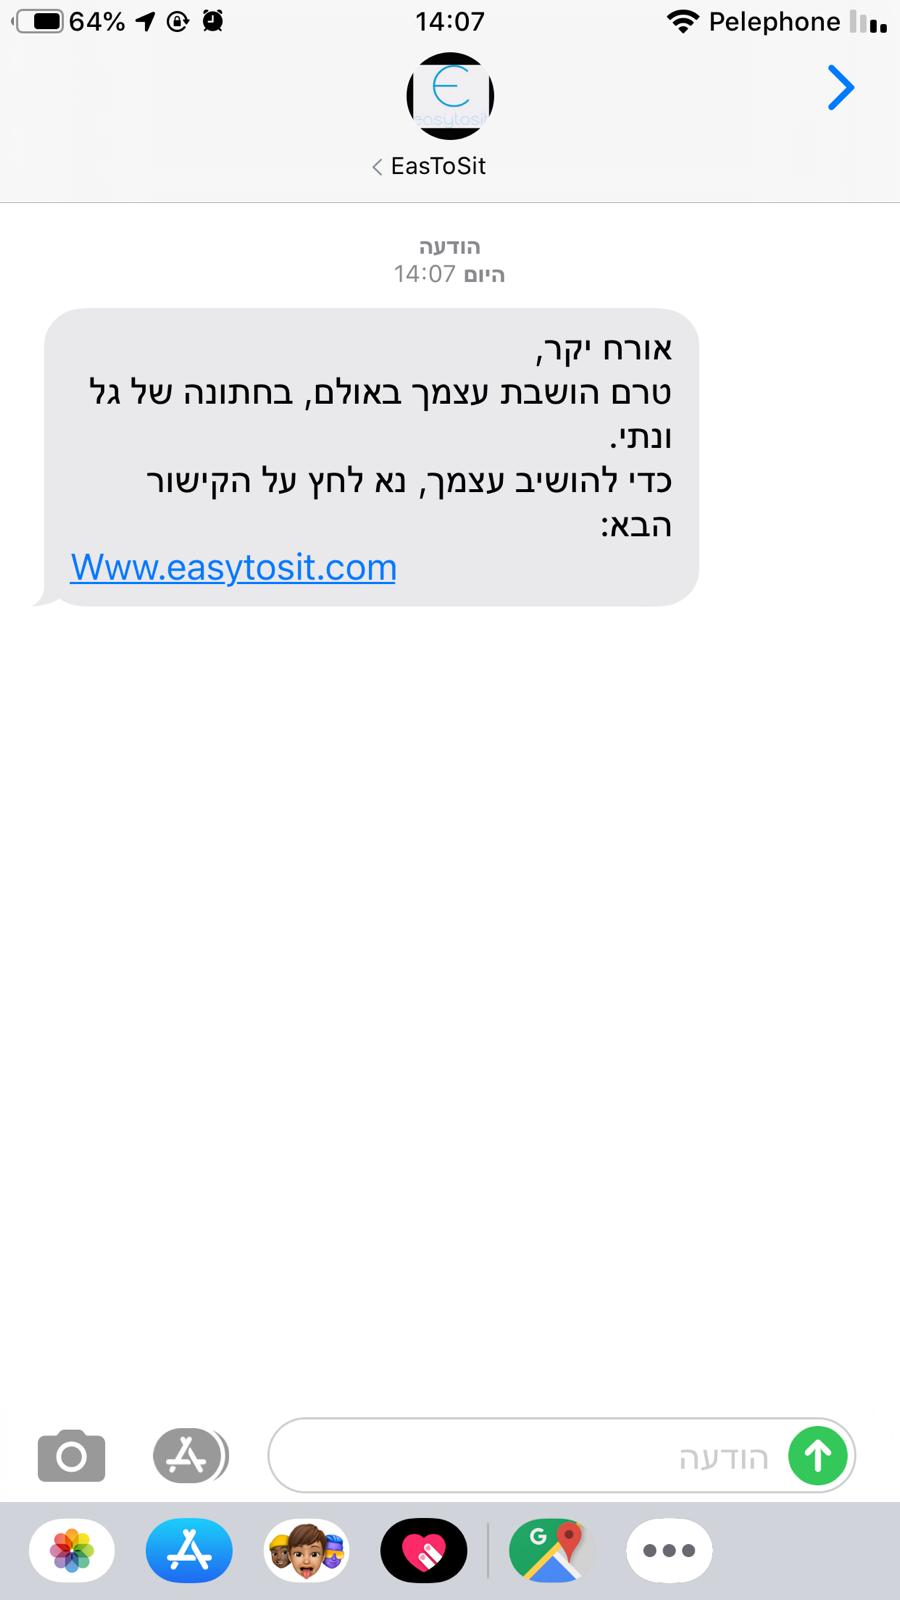 64% 14:07 Pelephone
easytosit
EasToSit
הודעה
היום 14:07
אורח יקר,
טרם הושבת עצמך באולם, בחתונה של גל
ונתי.
כדי להושיב עצמך, נא לחץ על הקישור
הבא:
Www.easytosit.com
הודעה
G